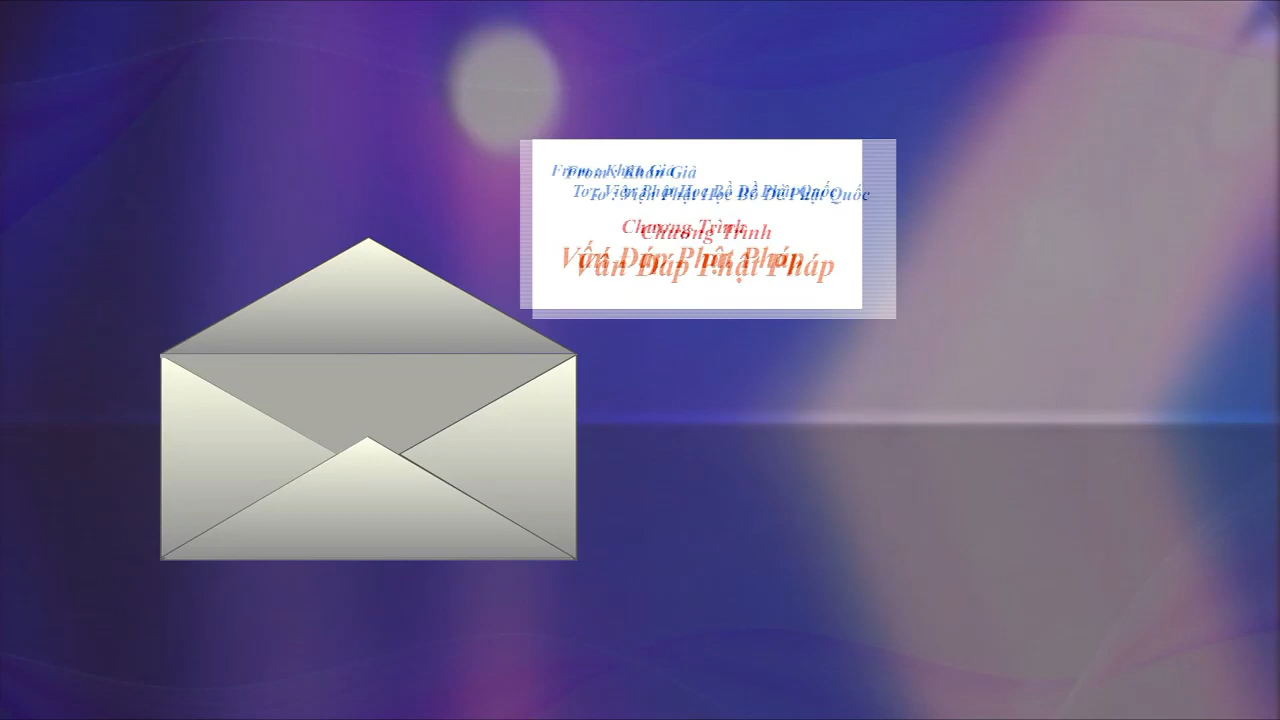 From : Khán Giả
To : Viện Phật Học Bồ Đề Phật Quốc
Chương Trình
Vấn Đáp Phật Pháp